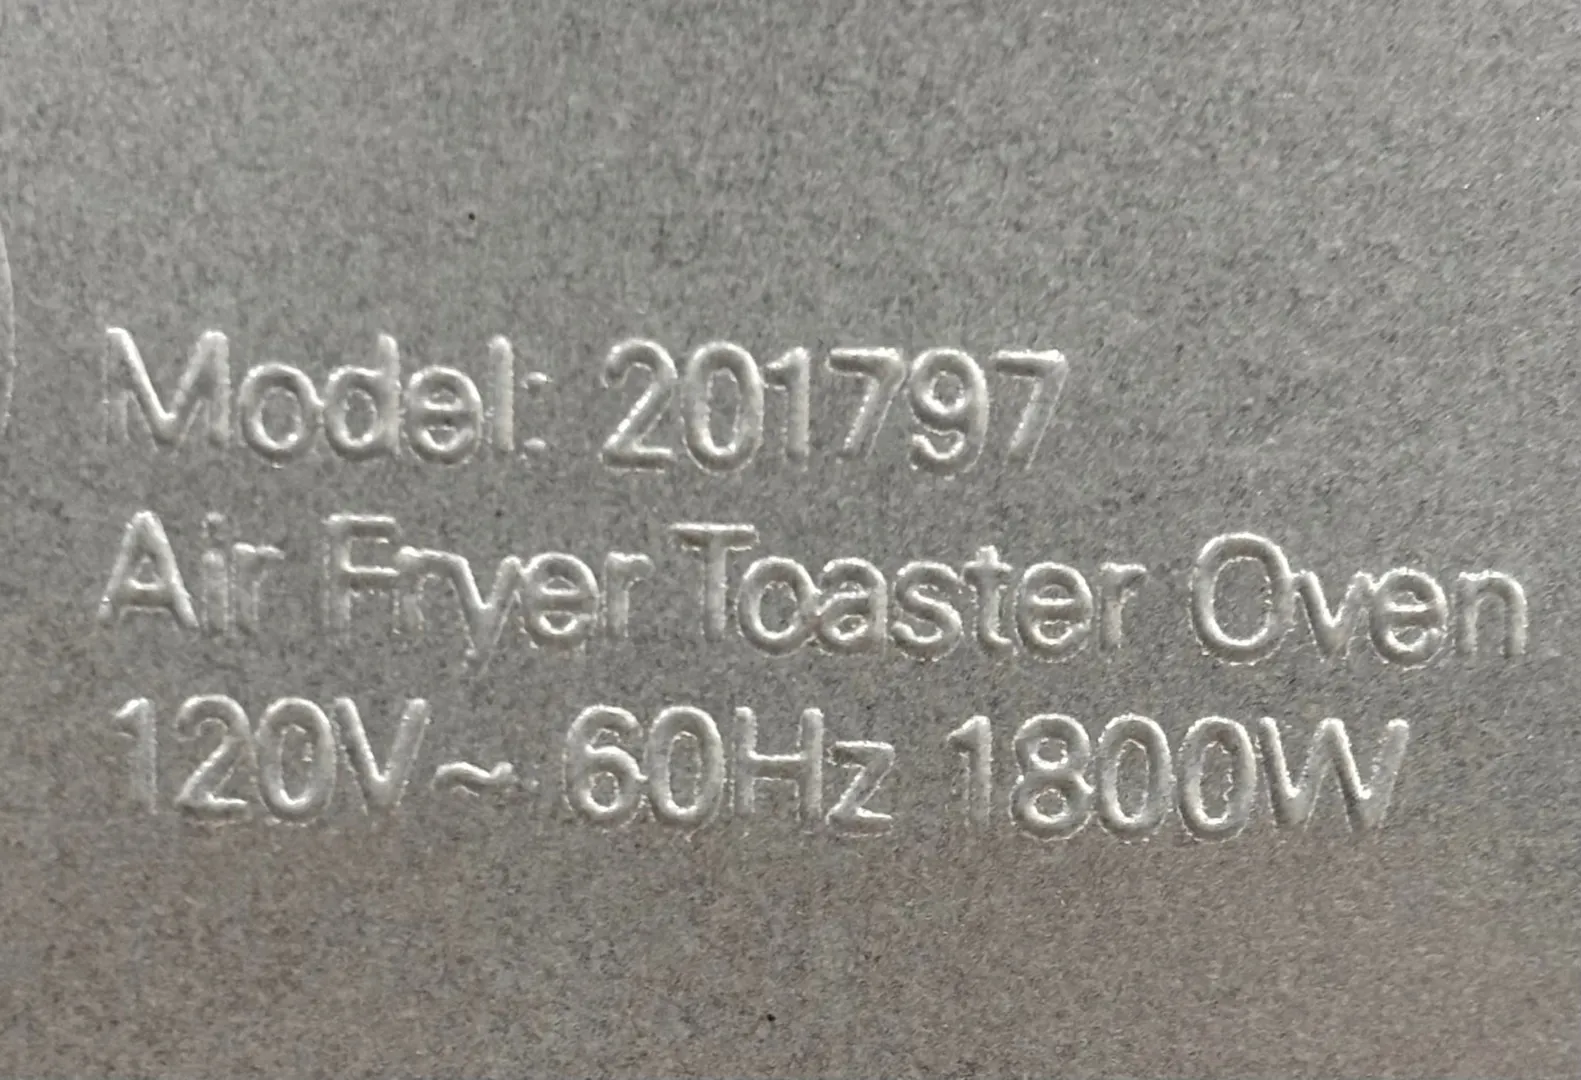 Model: 201797
Air Fryer Toaster Oven
120V~ 60Hz 1800W